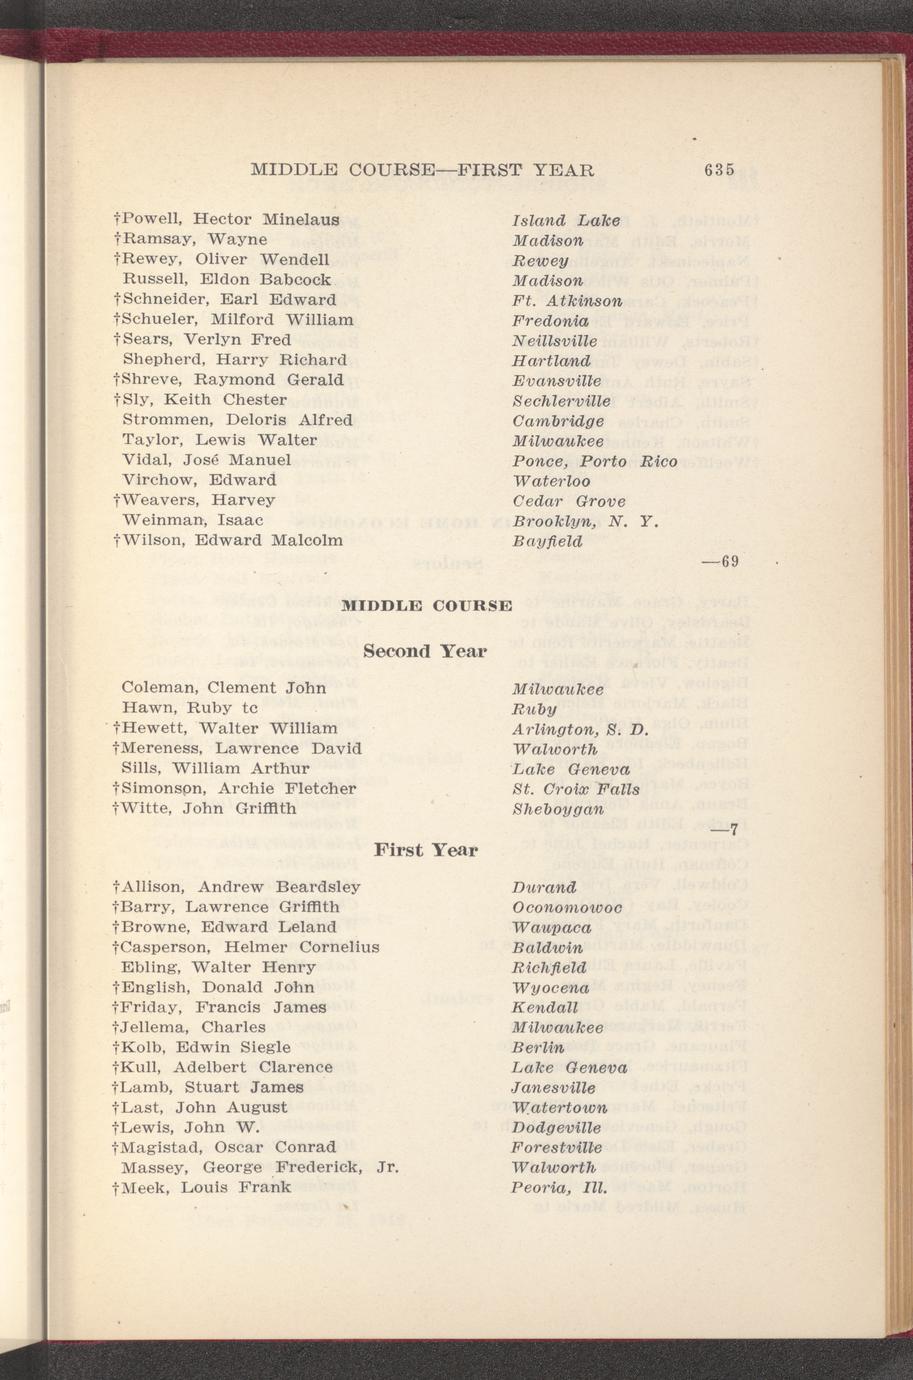 MIDDLE COURSE—FIRST YEAR 635
†Powell, Hector Minelaus Island Lake
†Ramsay, Wayne Madison
†Rewey, Oliver Wendell Rewey
Russell, Eldon Babcock Madison
†Schneider, Earl Edward Ft. Atkinson
†Schueler, Milford William Fredonia
†Sears, Verlyn Fred Neillsville
Shepherd, Harry Richard Hartland
†Shreve, Raymond Gerald Evansville
†Sly, Keith Chester Sechlerville
Strommen, Deloris Alfred Cambridge
Taylor, Lewis Walter Milwaukee
Vidal, José Manuel Ponce, Porto Rico
Virchow, Edward Waterloo
†Weavers, Harvey Cedar Grove
Weinman, Isaac Brooklyn, N. Y.
†Wilson, Edward Malcolm Bayfield
—69
MIDDLE COURSE
Second Year
Coleman, Clement John Milwaukee
Hawn, Ruby tc Ruby
†Hewett, Walter William Arlington, S. D.
†Mereness, Lawrence David Walworth
Sills, William Arthur Lake Geneva
†Simonson, Archie Fletcher St. Croix Falls
†Witte, John Griffith Sheboygan
—7
First Year
†Allison, Andrew Beardsley Durand
†Barry, Lawrence Griffith Oconomowoc
†Browne, Edward Leland Waupaca
†Casperson, Helmer Cornelius Baldwin
Ebling, Walter Henry Richfield
†English, Donald John Wyocena
†Friday, Francis James Kendall
†Jellema, Charles Milwaukee
†Kolb, Edwin Siegle Berlin
†Kull, Adelbert Clarence Lake Geneva
†Lamb, Stuart James Janesville
†Last, John August Watertown
†Lewis, John W. Dodgeville
†Magistad, Oscar Conrad Forestville
Massey, George Frederick, Jr. Walworth
†Meek, Louis Frank Peoria, Ill.